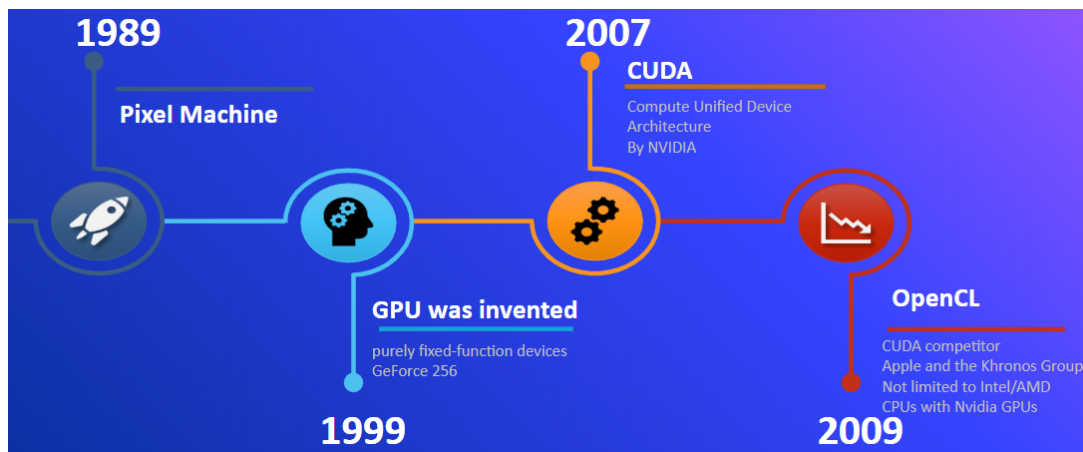 1989
Pixel Machine
GPU was invented
purely fixed-function devices
GeForce 256
1999
2007
CUDA
Compute Unified Device
Architecture
By NVIDIA
OpenCL
CUDA competitor
Apple and the Khronos Group
Not limited to Intel/AMD
CPUs with Nvidia GPUs
2009